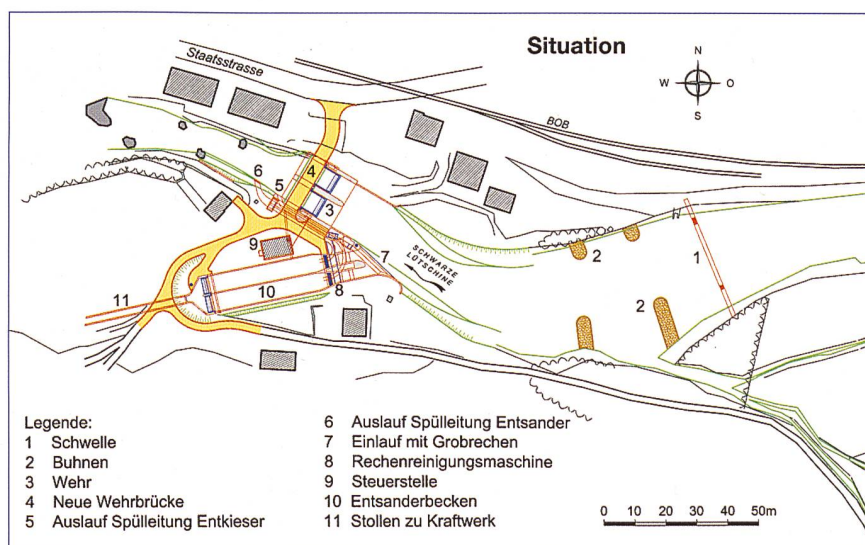 Situation
Staatsstrasse
N
W O
S
BOB
6
5
4
3
9
7
SCHWARZE
LÜTSCHINE
2
1
11
10
8
2
Legende:
1 Schwelle
2 Buhnen
3 Wehr
4 Neue Wehrbrücke
5 Auslauf Spülleitung Entkieser
6 Auslauf Spülleitung Entsander
7 Einlauf mit Grobrechen
8 Rechenreinigungsmaschine
9 Steuerstelle
10 Entsanderbecken
11 Stollen zu Kraftwerk
0 10 20 30 40 50m